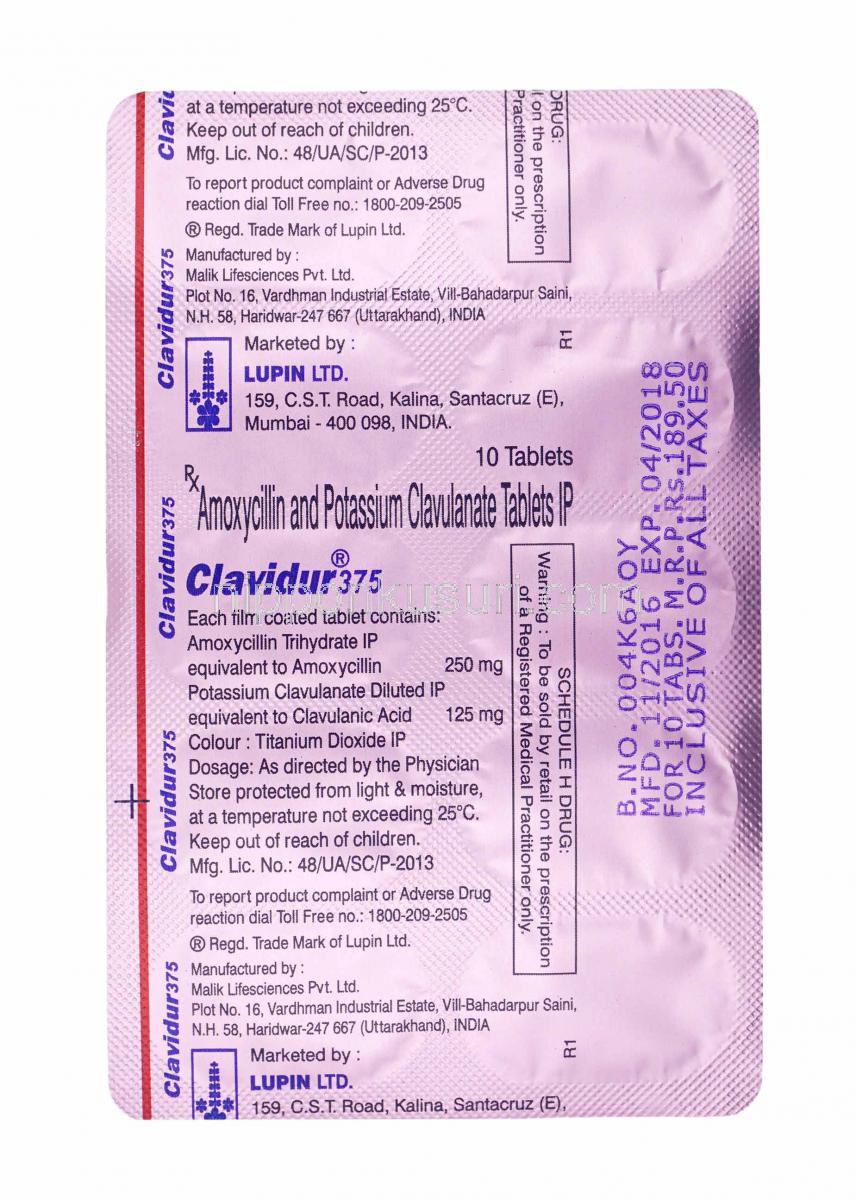 at a temperature not exceeding 25°C.
Keep out of reach of children.
Mfg. Lic. No.: 48/UA/SC/P-2013
To report product complaint or Adverse Drug
reaction dial Toll Free no.: 1800-209-2505
® Regd. Trade Mark of Lupin Ltd.
Manufactured by :
Malik Lifesciences Pvt. Ltd.
Plot No. 16, Vardhman Industrial Estate, Vill-Bahadarpur Saini,
N.H. 58, Haridwar-247 667 (Uttarakhand), INDIA
Marketed by :
LUPIN LTD.
159, C.S.T. Road, Kalina, Santacruz (E),
Mumbai - 400 098, INDIA.
10 Tablets
Rx
Amoxycillin and Potassium Clavulanate Tablets IP
Clavidur®375
Each film coated tablet contains:
Amoxycillin Trihydrate IP
equivalent to Amoxycillin 250 mg
Potassium Clavulanate Diluted IP
equivalent to Clavulanic Acid 125 mg
Colour : Titanium Dioxide IP
Dosage: As directed by the Physician
Store protected from light & moisture,
at a temperature not exceeding 25°C.
Keep out of reach of children.
Mfg. Lic. No.: 48/UA/SC/P-2013
To report product complaint or Adverse Drug
reaction dial Toll Free no.: 1800-209-2505
® Regd. Trade Mark of Lupin Ltd.
Manufactured by :
Malik Lifesciences Pvt. Ltd.
Plot No. 16, Vardhman Industrial Estate, Vill-Bahadarpur Saini,
N.H. 58, Haridwar-247 667 (Uttarakhand), INDIA
Marketed by :
LUPIN LTD.
159, C.S.T. Road, Kalina, Santacruz (E),
DRUG:
on the prescription
Practitioner only.
R1
SCHEDULE H DRUG:
Warning : To be sold by retail on the prescription
of a Registered Medical Practitioner only.
R1
B.NO.004K6AOY
MFD.11/2016 EXP.04/2018
FOR 10 TABS. M.R.P.Rs.189.50
INCLUSIVE OF ALL TAXES
Clavid
Clavidur375
Clavidur375
Clavidur375
Clavidur375
nipponkusuri.com